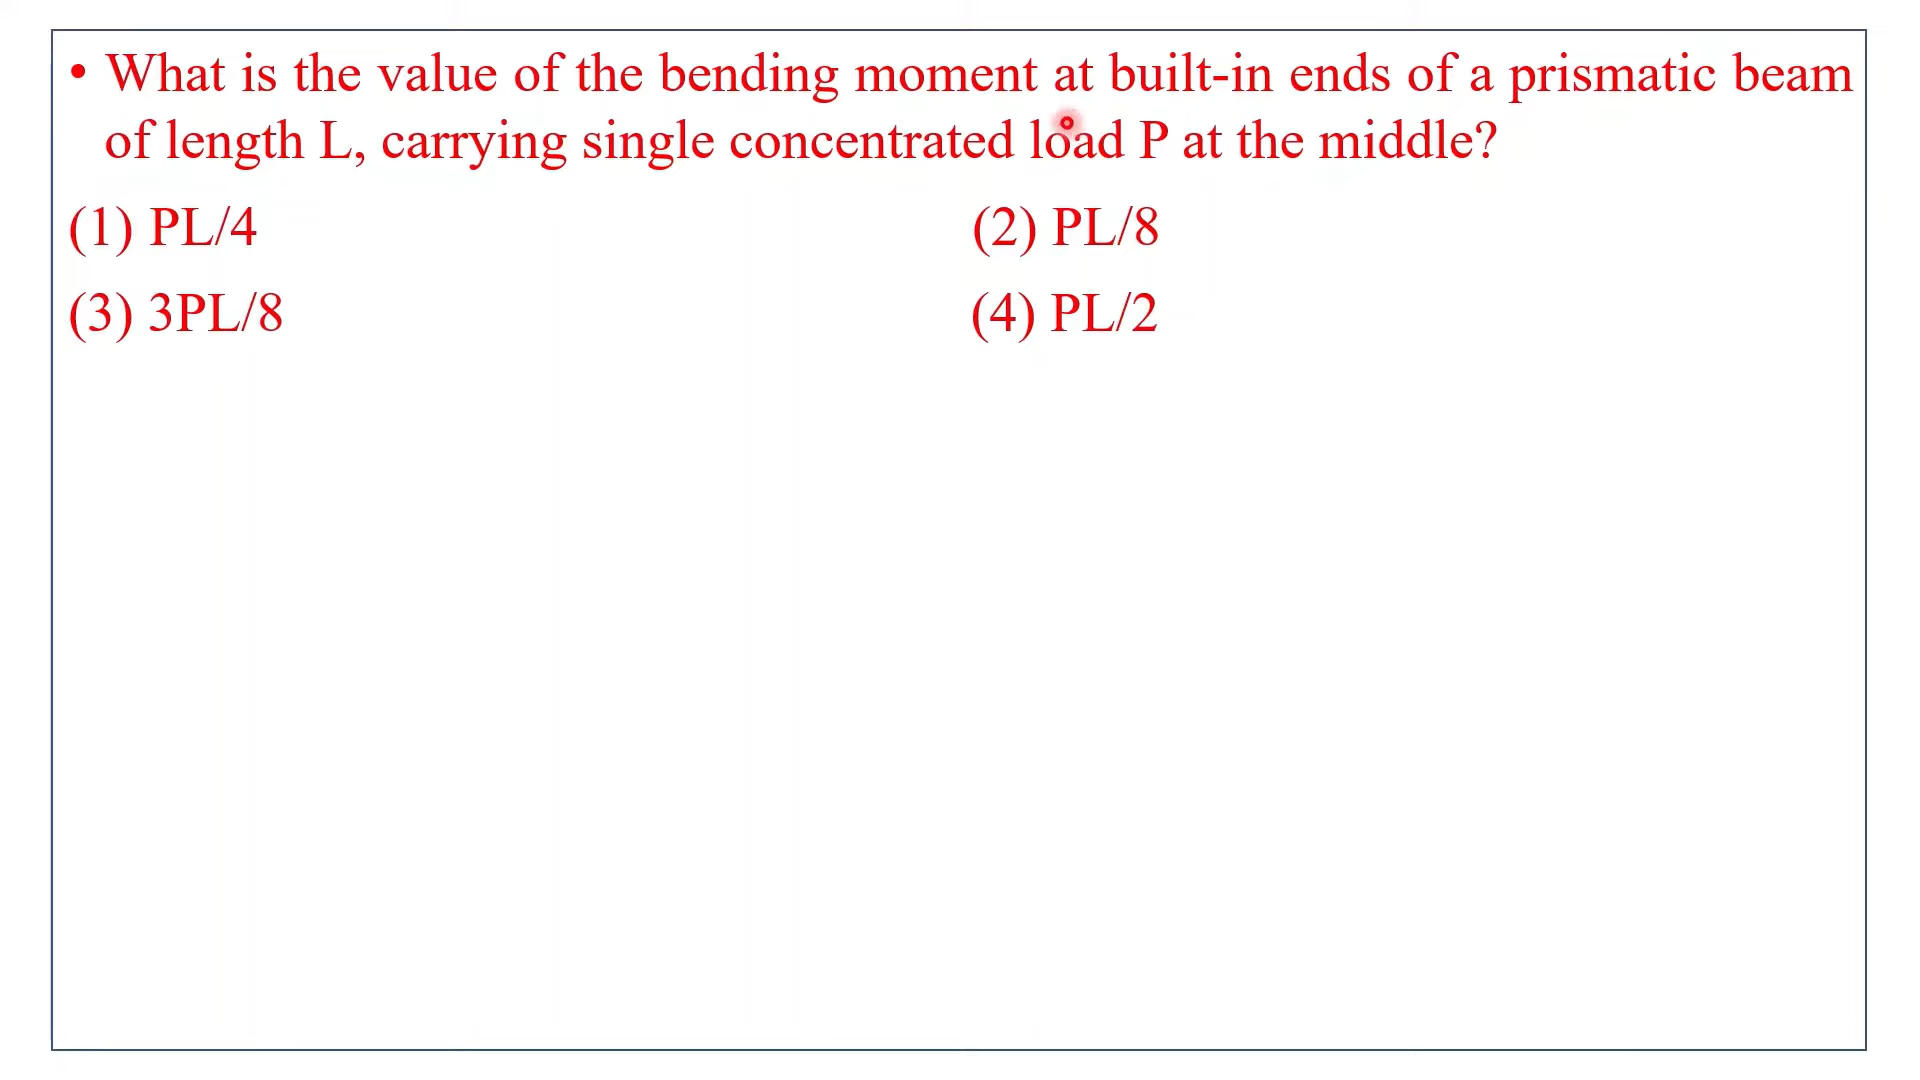 • What is the value of the bending moment at built-in ends of a prismatic beam
of length L, carrying single concentrated load P at the middle?
(1) PL/4 (2) PL/8
(3) 3PL/8 (4) PL/2